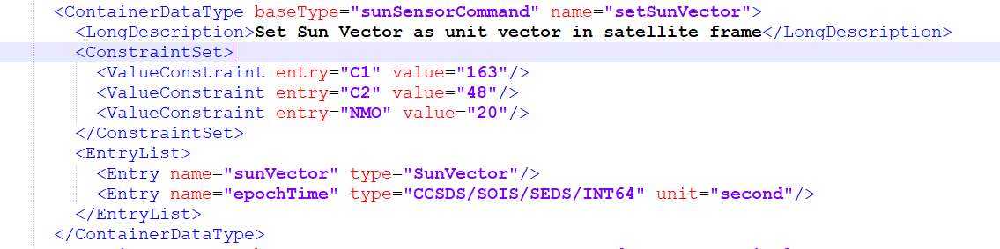 <ContainerDataType baseType="sunSensorCommand" name="setSunVector">
<LongDescription>Set Sun Vector as unit vector in satellite frame</LongDescription>
<ConstraintSet>
<ValueConstraint entry="C1" value="163"/>
<ValueConstraint entry="C2" value="48"/>
<ValueConstraint entry="NMO" value="20"/>
</ConstraintSet>
<EntryList>
<Entry name="sunVector" type="SunVector"/>
<Entry name="epochTime" type="CCSDS/SOIS/SEDS/INT64" unit="second"/>
</EntryList>
</ContainerDataType>